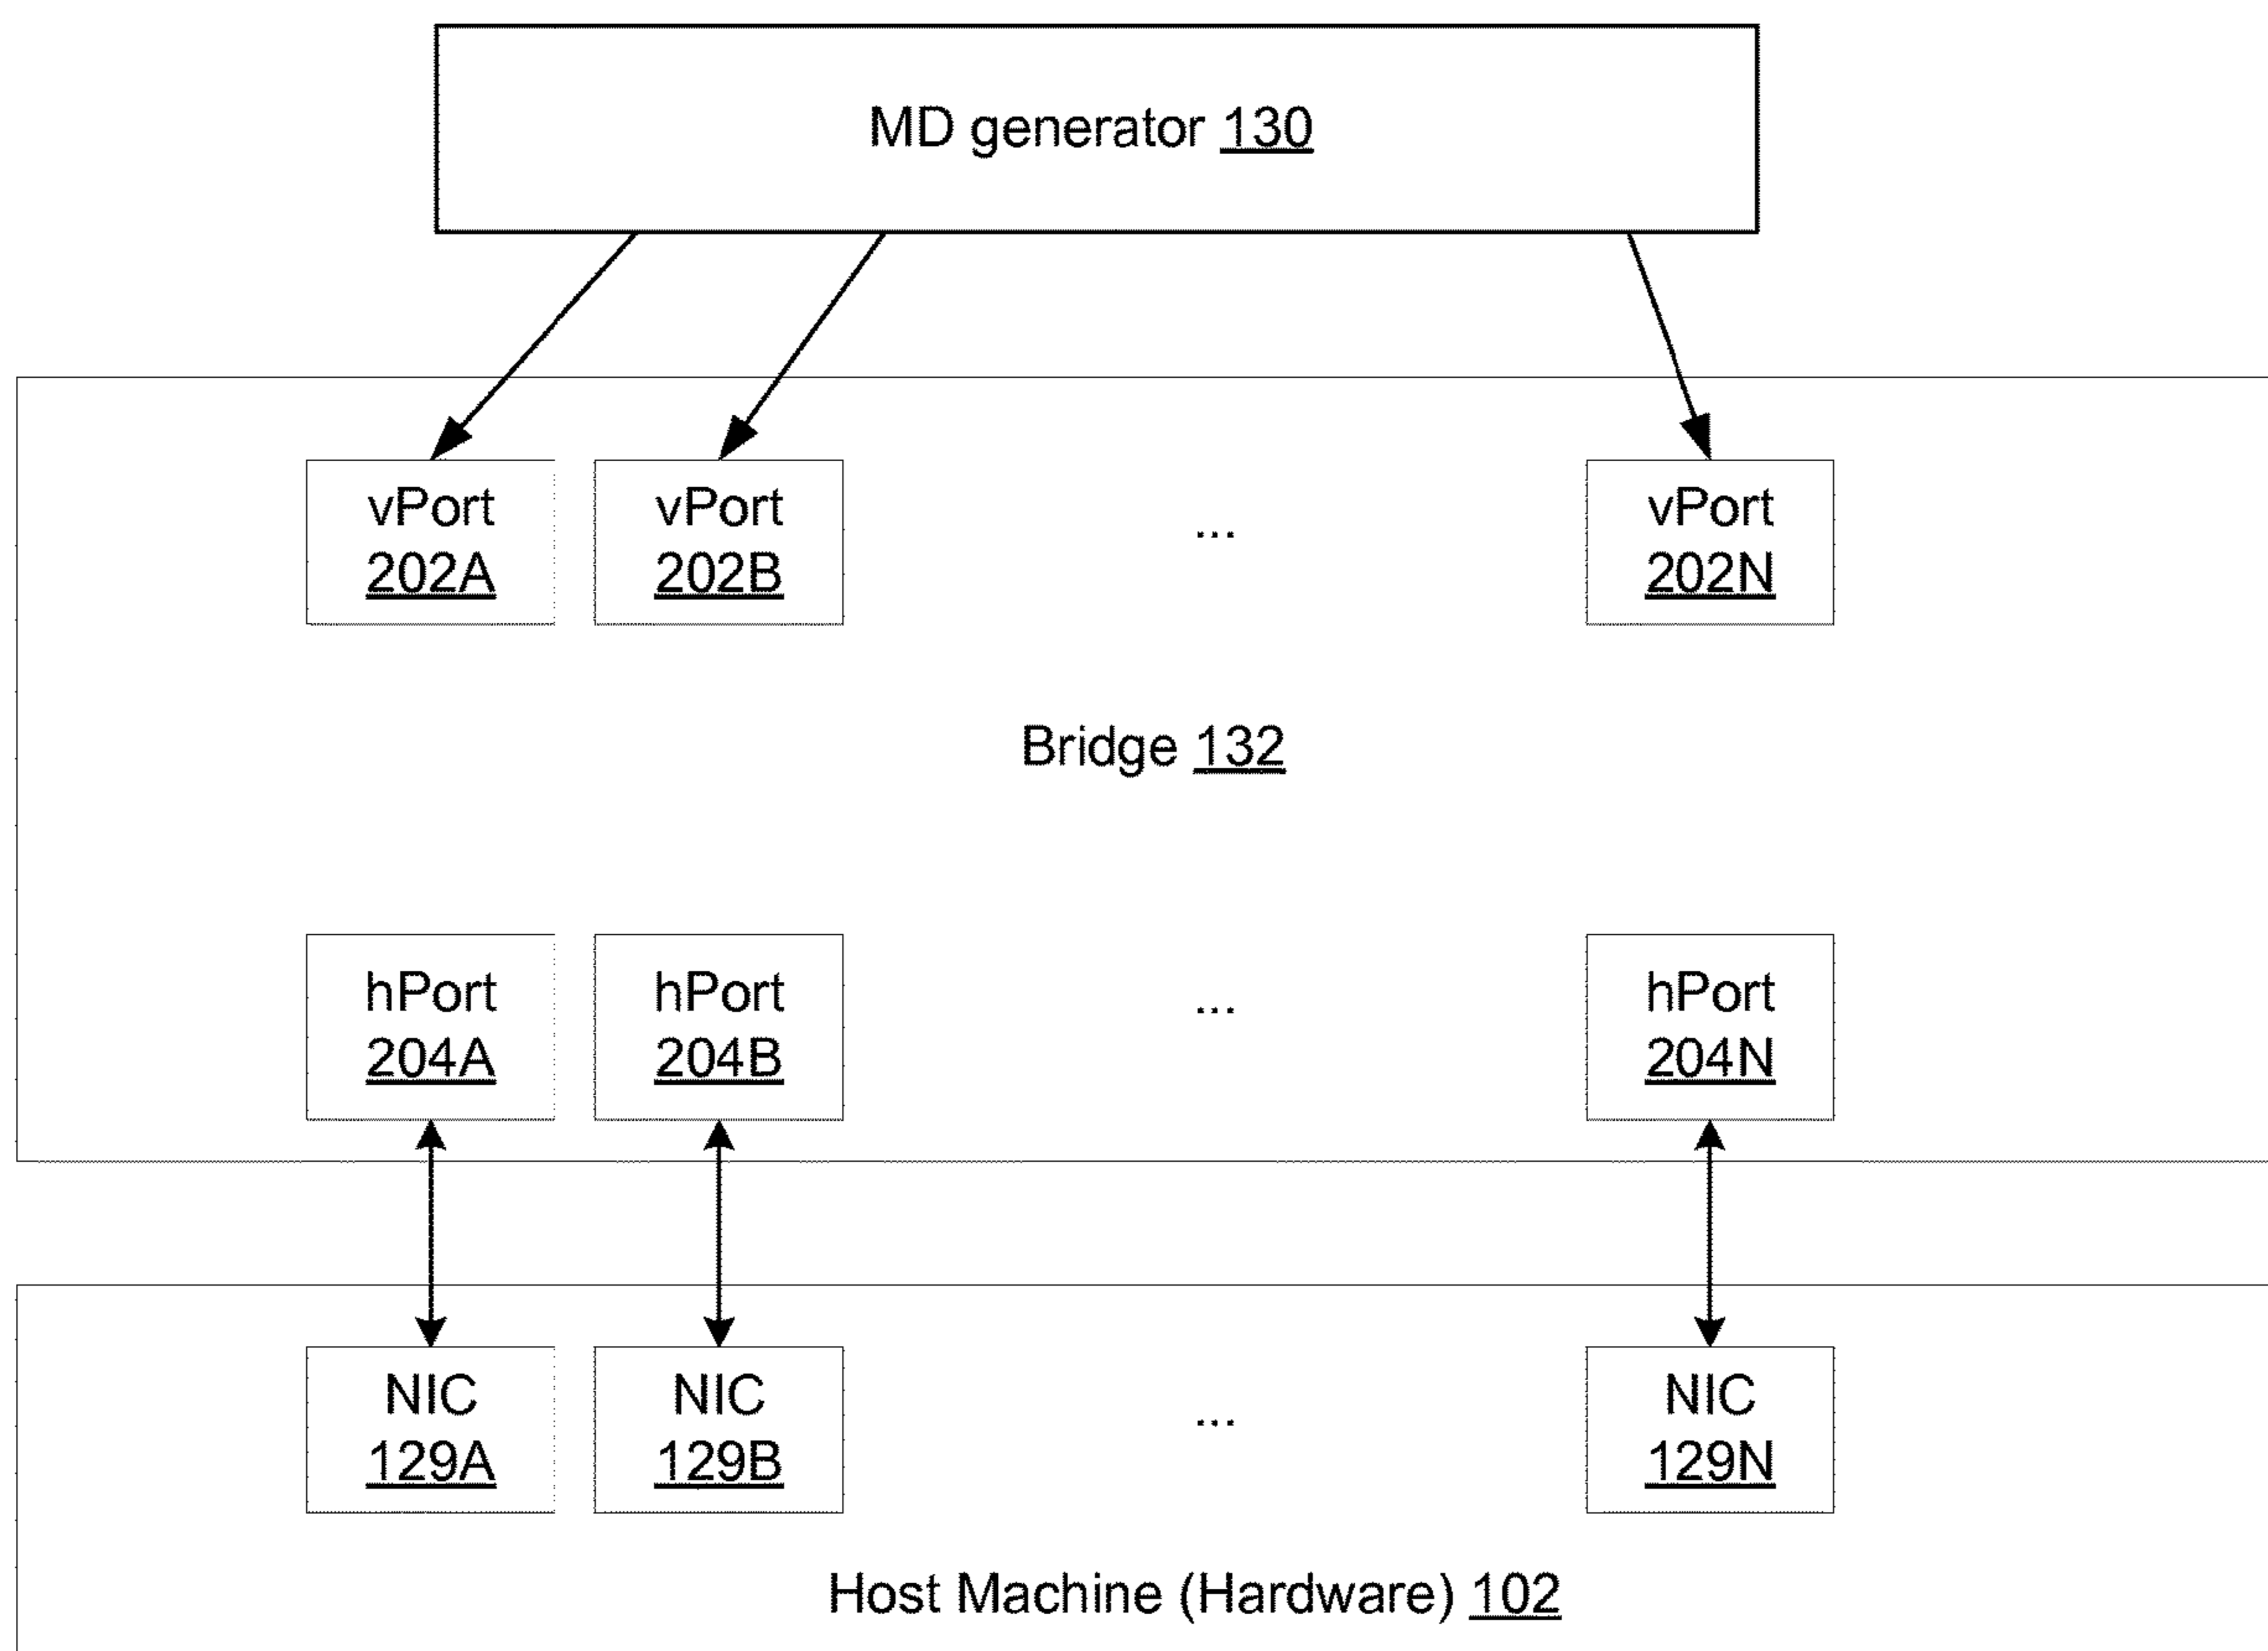 MD generator 130
vPort
202A
vPort
202B
...
vPort
202N
Bridge 132
hPort
204A
hPort
204B
...
hPort
204N
NIC
129A
NIC
129B
...
NIC
129N
Host Machine (Hardware) 102